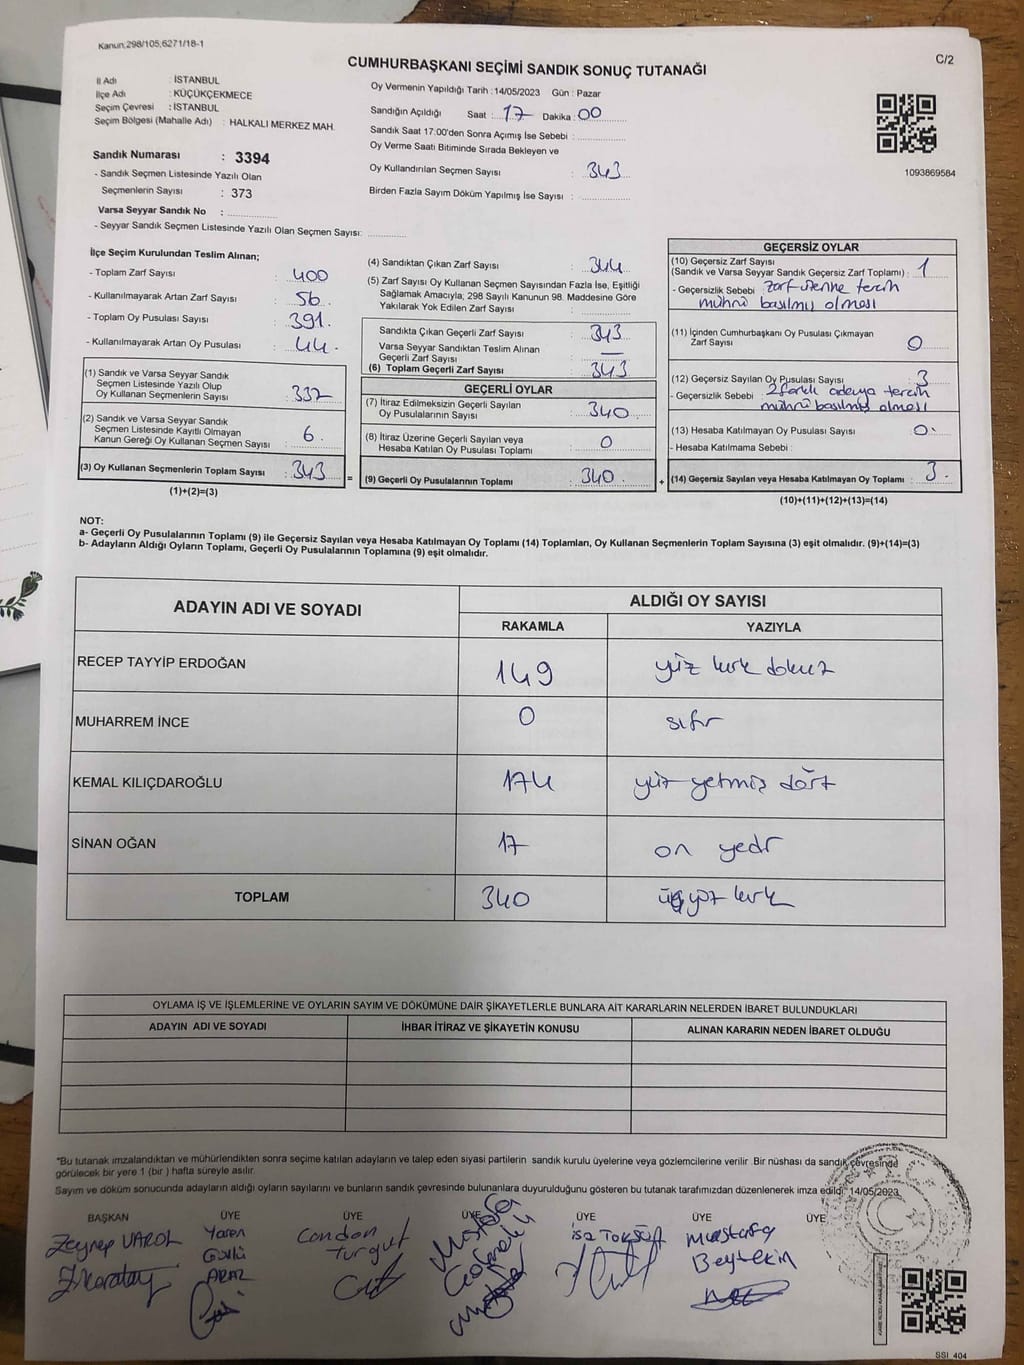 Kanun,298/105,6271/18-1
C/2
CUMHURBAŞKANI SEÇİMİ SANDIK SONUÇ TUTANAĞI
İl Adı : İSTANBUL
İlçe Adı : KÜÇÜKÇEKMECE
Seçim Çevresi : İSTANBUL
Seçim Bölgesi (Mahalle Adı) : HALKALI MERKEZ MAH.
Sandık Numarası : 3394
- Sandık Seçmen Listesinde Yazılı Olan
Seçmenlerin Sayısı : 373
Varsa Seyyar Sandık No :
- Seyyar Sandık Seçmen Listesinde Yazılı Olan Seçmen Sayısı:
Oy Vermenin Yapıldığı Tarih : 14/05/2023 Gün : Pazar
Sandığın Açıldığı Saat : 17 Dakika : 00
Sandık Saat 17.00'den Sonra Açımış İse Sebebi :
Oy Verme Saati Bitiminde Sırada Bekleyen ve
Oy Kullandırılan Seçmen Sayısı : 343
Birden Fazla Sayım Döküm Yapılmış İse Sayısı :
1093869584
İlçe Seçim Kurulundan Teslim Alınan;
- Toplam Zarf Sayısı : 400
- Kullanılmayarak Artan Zarf Sayısı : 56
- Toplam Oy Pusulası Sayısı : 391.
- Kullanılmayarak Artan Oy Pusulası : 44.
(1) Sandık ve Varsa Seyyar Sandık
Seçmen Listesinde Yazılı Olup
Oy Kullanan Seçmenlerin Sayısı : 337
(2) Sandık ve Varsa Seyyar Sandık
Seçmen Listesinde Kayıtlı Olmayan
Kanun Gereği Oy Kullanan Seçmen Sayısı : 6.
(3) Oy Kullanan Seçmenlerin Toplam Sayısı : 343
(1)+(2)=(3)
=
(4) Sandıktan Çıkan Zarf Sayısı : 344
(5) Zarf Sayısı Oy Kullanan Seçmen Sayısından Fazla İse, Eşitliği
Sağlamak Amacıyla, 298 Sayılı Kanunun 98. Maddesine Göre
Yakılarak Yok Edilen Zarf Sayısı :
Sandıkta Çıkan Geçerli Zarf Sayısı : 343
Varsa Seyyar Sandıktan Teslim Alınan
Geçerli Zarf Sayısı : —
(6) Toplam Geçerli Zarf Sayısı : 343
GEÇERLİ OYLAR
(7) İtiraz Edilmeksizin Geçerli Sayılan
Oy Pusulalarının Sayısı : 340
(8) İtiraz Üzerine Geçerli Sayılan veya
Hesaba Katılan Oy Pusulası Toplamı : 0
(9) Geçerli Oy Pusulalarının Toplamı : 340.
+
GEÇERSİZ OYLAR
(10) Geçersiz Zarf Sayısı
(Sandık ve Varsa Seyyar Sandık Geçersiz Zarf Toplamı) : 1
- Geçersizlik Sebebi : zarf üzerine tercih
mührü basılmış olması
(11) İçinden Cumhurbaşkanı Oy Pusulası Çıkmayan
Zarf Sayısı : 0
(12) Geçersiz Sayılan Oy Pusulası Sayısı : 3
- Geçersizlik Sebebi : 2 farklı adaya tercih
mührü basılmış olması
(13) Hesaba Katılmayan Oy Pusulası Sayısı : 0.
- Hesaba Katılmama Sebebi :
(14) Geçersiz Sayılan veya Hesaba Katılmayan Oy Toplamı : 3.
(10)+(11)+(12)+(13)=(14)
NOT:
a- Geçerli Oy Pusulalarının Toplamı (9) ile Geçersiz Sayılan veya Hesaba Katılmayan Oy Toplamı (14) Toplamları, Oy Kullanan Seçmenlerin Toplam Sayısına (3) eşit olmalıdır. (9)+(14)=(3)
b- Adayların Aldığı Oyların Toplamı, Geçerli Oy Pusulalarının Toplamına (9) eşit olmalıdır.
ADAYIN ADI VE SOYADI
ALDIĞI OY SAYISI
RAKAMLA YAZIYLA
RECEP TAYYİP ERDOĞAN 149 yüz kırk dokuz
MUHARREM İNCE 0 sıfır
KEMAL KILIÇDAROĞLU 174 yüz yetmiş dört
SİNAN OĞAN 17 on yedi
TOPLAM 340 üçyüz kırk
OYLAMA İŞ VE İŞLEMLERİNE VE OYLARIN SAYIM VE DÖKÜMÜNE DAİR ŞİKAYETLERLE BUNLARA AİT KARARLARIN NELERDEN İBARET BULUNDUKLARI
ADAYIN ADI VE SOYADI İHBAR İTİRAZ VE ŞİKAYETİN KONUSU ALINAN KARARIN NEDEN İBARET OLDUĞU
*Bu tutanak imzalandıktan ve mühürlendikten sonra seçime katılan adayların ve talep eden siyasi partilerin sandık kurulu üyelerine veya gözlemcilerine verilir .Bir nüshası da sandık çevresinde
görülecek bir yere 1 (bir ) hafta süreyle asılır.
Sayım ve döküm sonucunda adayların aldığı oyların sayılarını ve bunların sandık çevresinde bulunanlara duyurulduğunu gösteren bu tutanak tarafımızdan düzenlenerek imza edildi. 14/05/2023
BAŞKAN ÜYE ÜYE ÜYE ÜYE ÜYE ÜYE
Zeynep VAROL Yaren Candan Mustafa İsa TOKSÖZ Mustafa
Turgut Beytekin
ARAZ
SSI 404